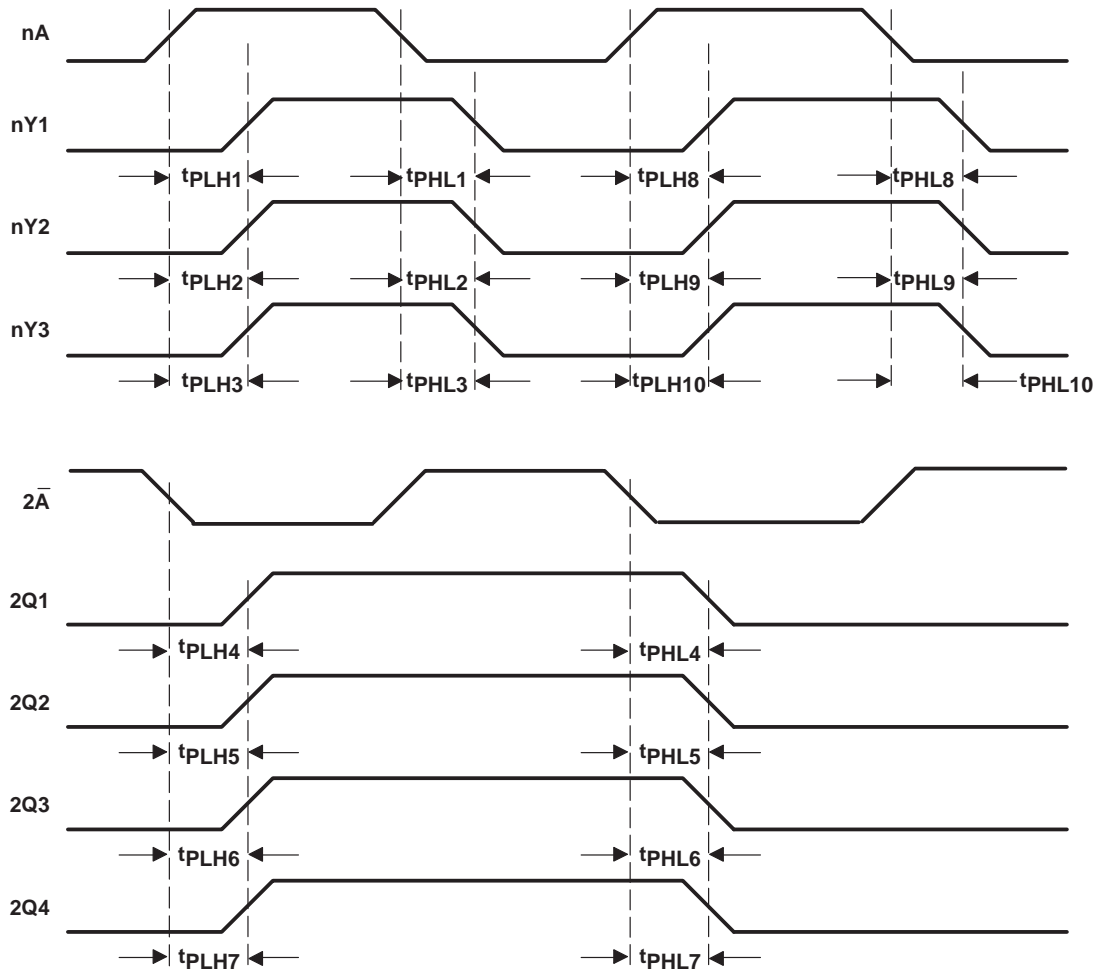 nA
nY1
tPLH1 tPHL1 tPLH8 tPHL8
nY2
tPLH2 tPHL2 tPLH9 tPHL9
nY3
tPLH3 tPHL3 tPLH10 tPHL10
2A̅
2Q1
tPLH4 tPHL4
2Q2
tPLH5 tPHL5
2Q3
tPLH6 tPHL6
2Q4
tPLH7 tPHL7